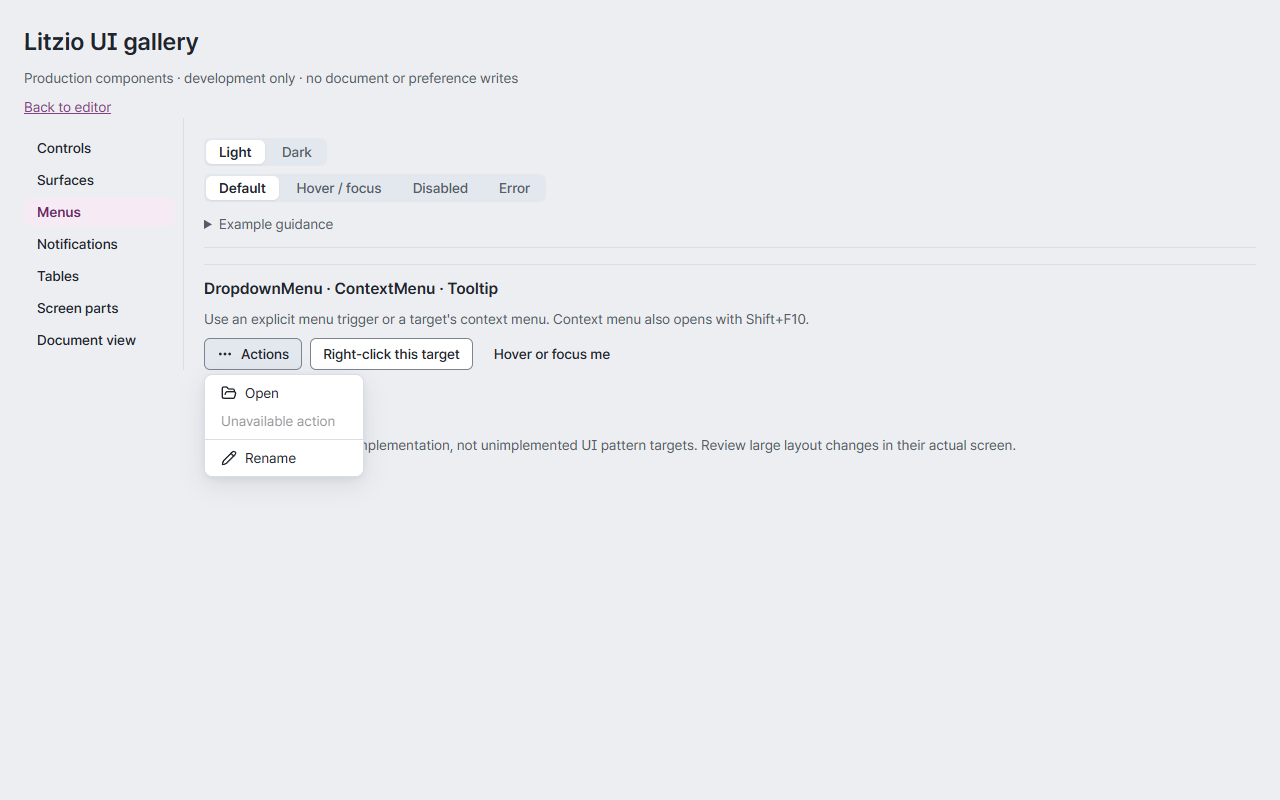 Litzio UI gallery
Production components · development only · no document or preference writes
Back to editor
Controls
Surfaces
Menus
Notifications
Tables
Screen parts
Document view
Light Dark
Default Hover / focus Disabled Error
Example guidance
DropdownMenu · ContextMenu · Tooltip
Use an explicit menu trigger or a target's context menu. Context menu also opens with Shift+F10.
Actions Right-click this target Hover or focus me
Open
Unavailable action
not unimplemented UI pattern targets. Review large layout changes in their actual screen.
Rename